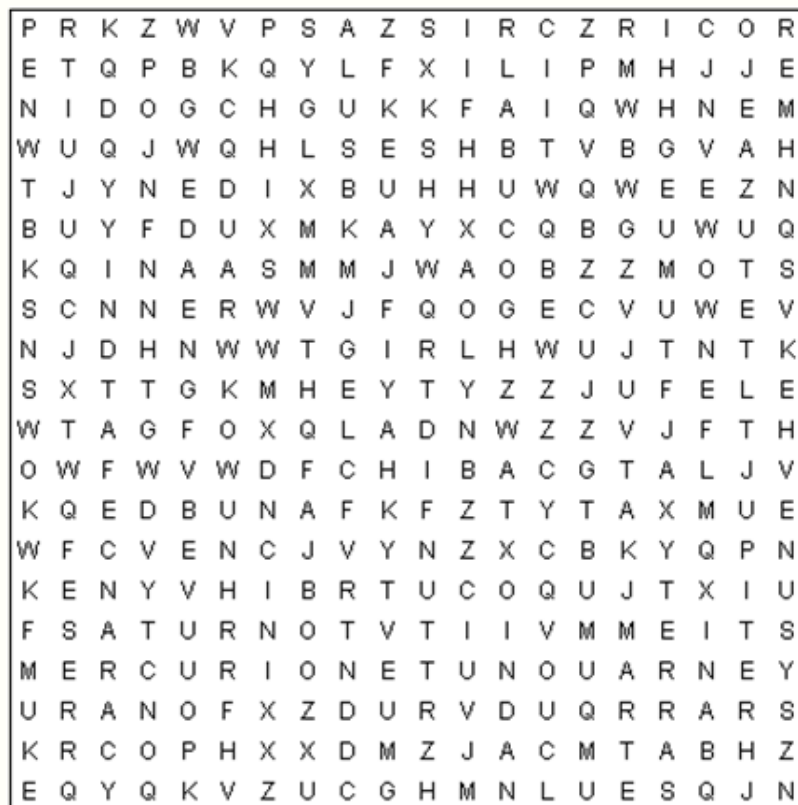 P R K Z W V P S A Z S I R C Z R I C O R
E T Q P B K Q Y L F X I L I P M H J J E
N I D O G C H G U K K F A I Q W H N E M
W U Q J W Q H L S E S H B T V B G V A H
T J Y N E D I X B U H H U W Q W E E Z N
B U Y F D U X M K A Y X C Q B G U W U Q
K Q I N A A S M M J W A O B Z Z M O T S
S C N N E R W V J F Q O G E C V U W E V
N J D H N W W T G I R L H W U J T N T K
S X T T G K M H E Y T Y Z Z J U F E L E
W T A G F O X Q L A D N W Z Z V J F T H
O W F W V W D F C H I B A C G T A L J V
K Q E D B U N A F K F Z T Y T A X M U E
W F C V E N C J V Y N Z X C B K Y Q P N
K E N Y V H I B R T U C O Q U J T X I U
F S A T U R N O T V T I I V M M E I T S
M E R C U R I O N E T U N O U A R N E Y
U R A N O F X Z D U R V D U Q R R A R S
K R C O P H X X D M Z J A C M T A B H Z
E Q Y Q K V Z U C G H M N L U E S Q J N